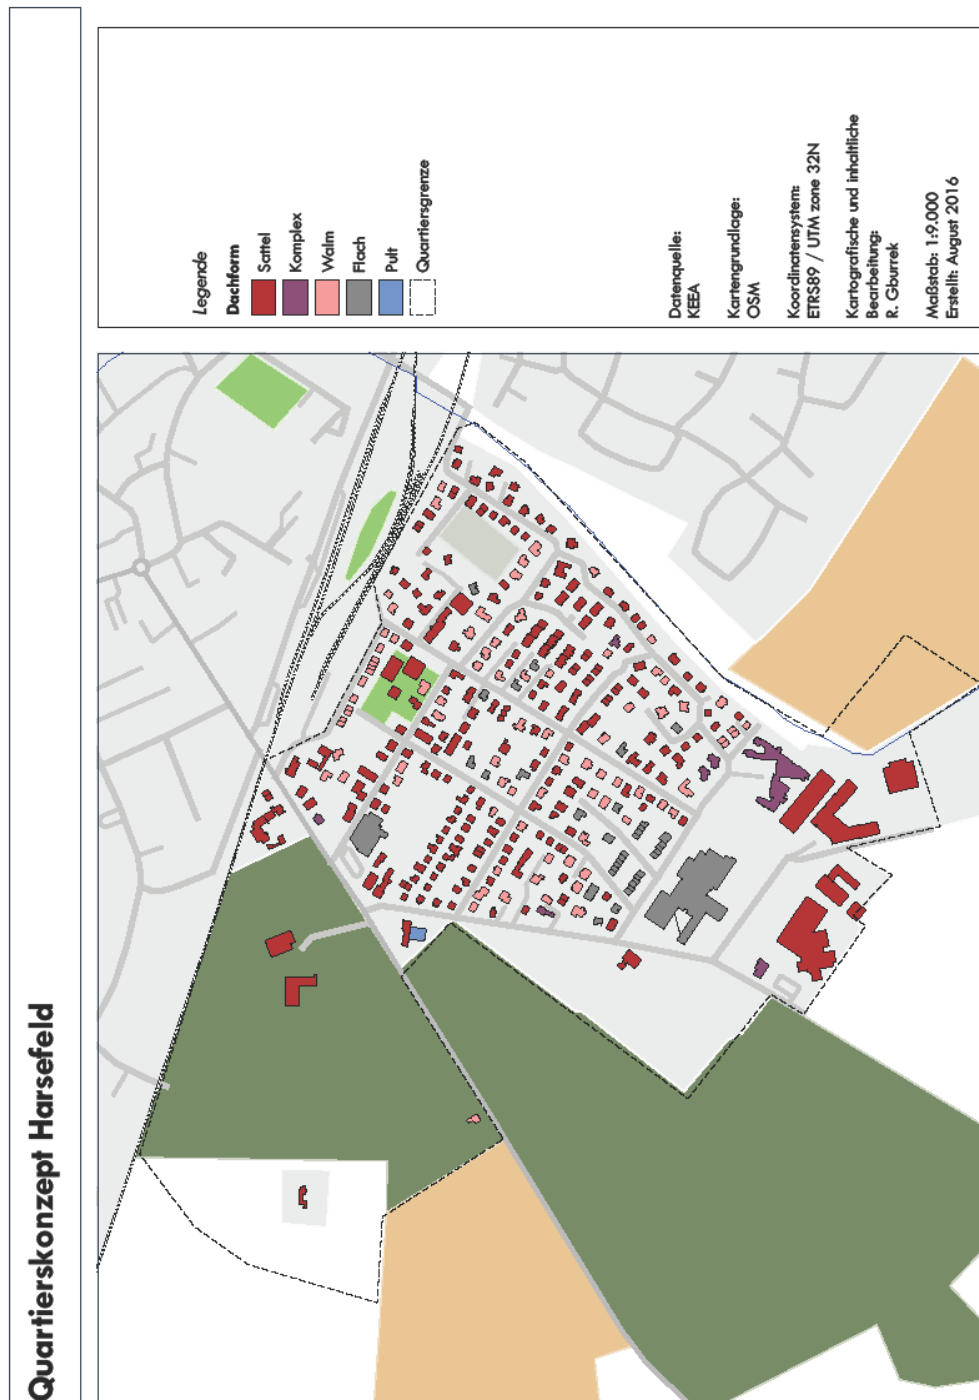 Quartierskonzept Harsefeld
Legende
Dachform
Sattel
Komplex
Walm
Flach
Pult
Quartiersgrenze
Datenquelle:
KEEA
Kartengrundlage:
OSM
Koordinatensystem:
ETRS89 / UTM zone 32N
Kartografische und inhaltliche
Bearbeitung:
R. Gburrek
Maßstab: 1:9.000
Erstellt: August 2016